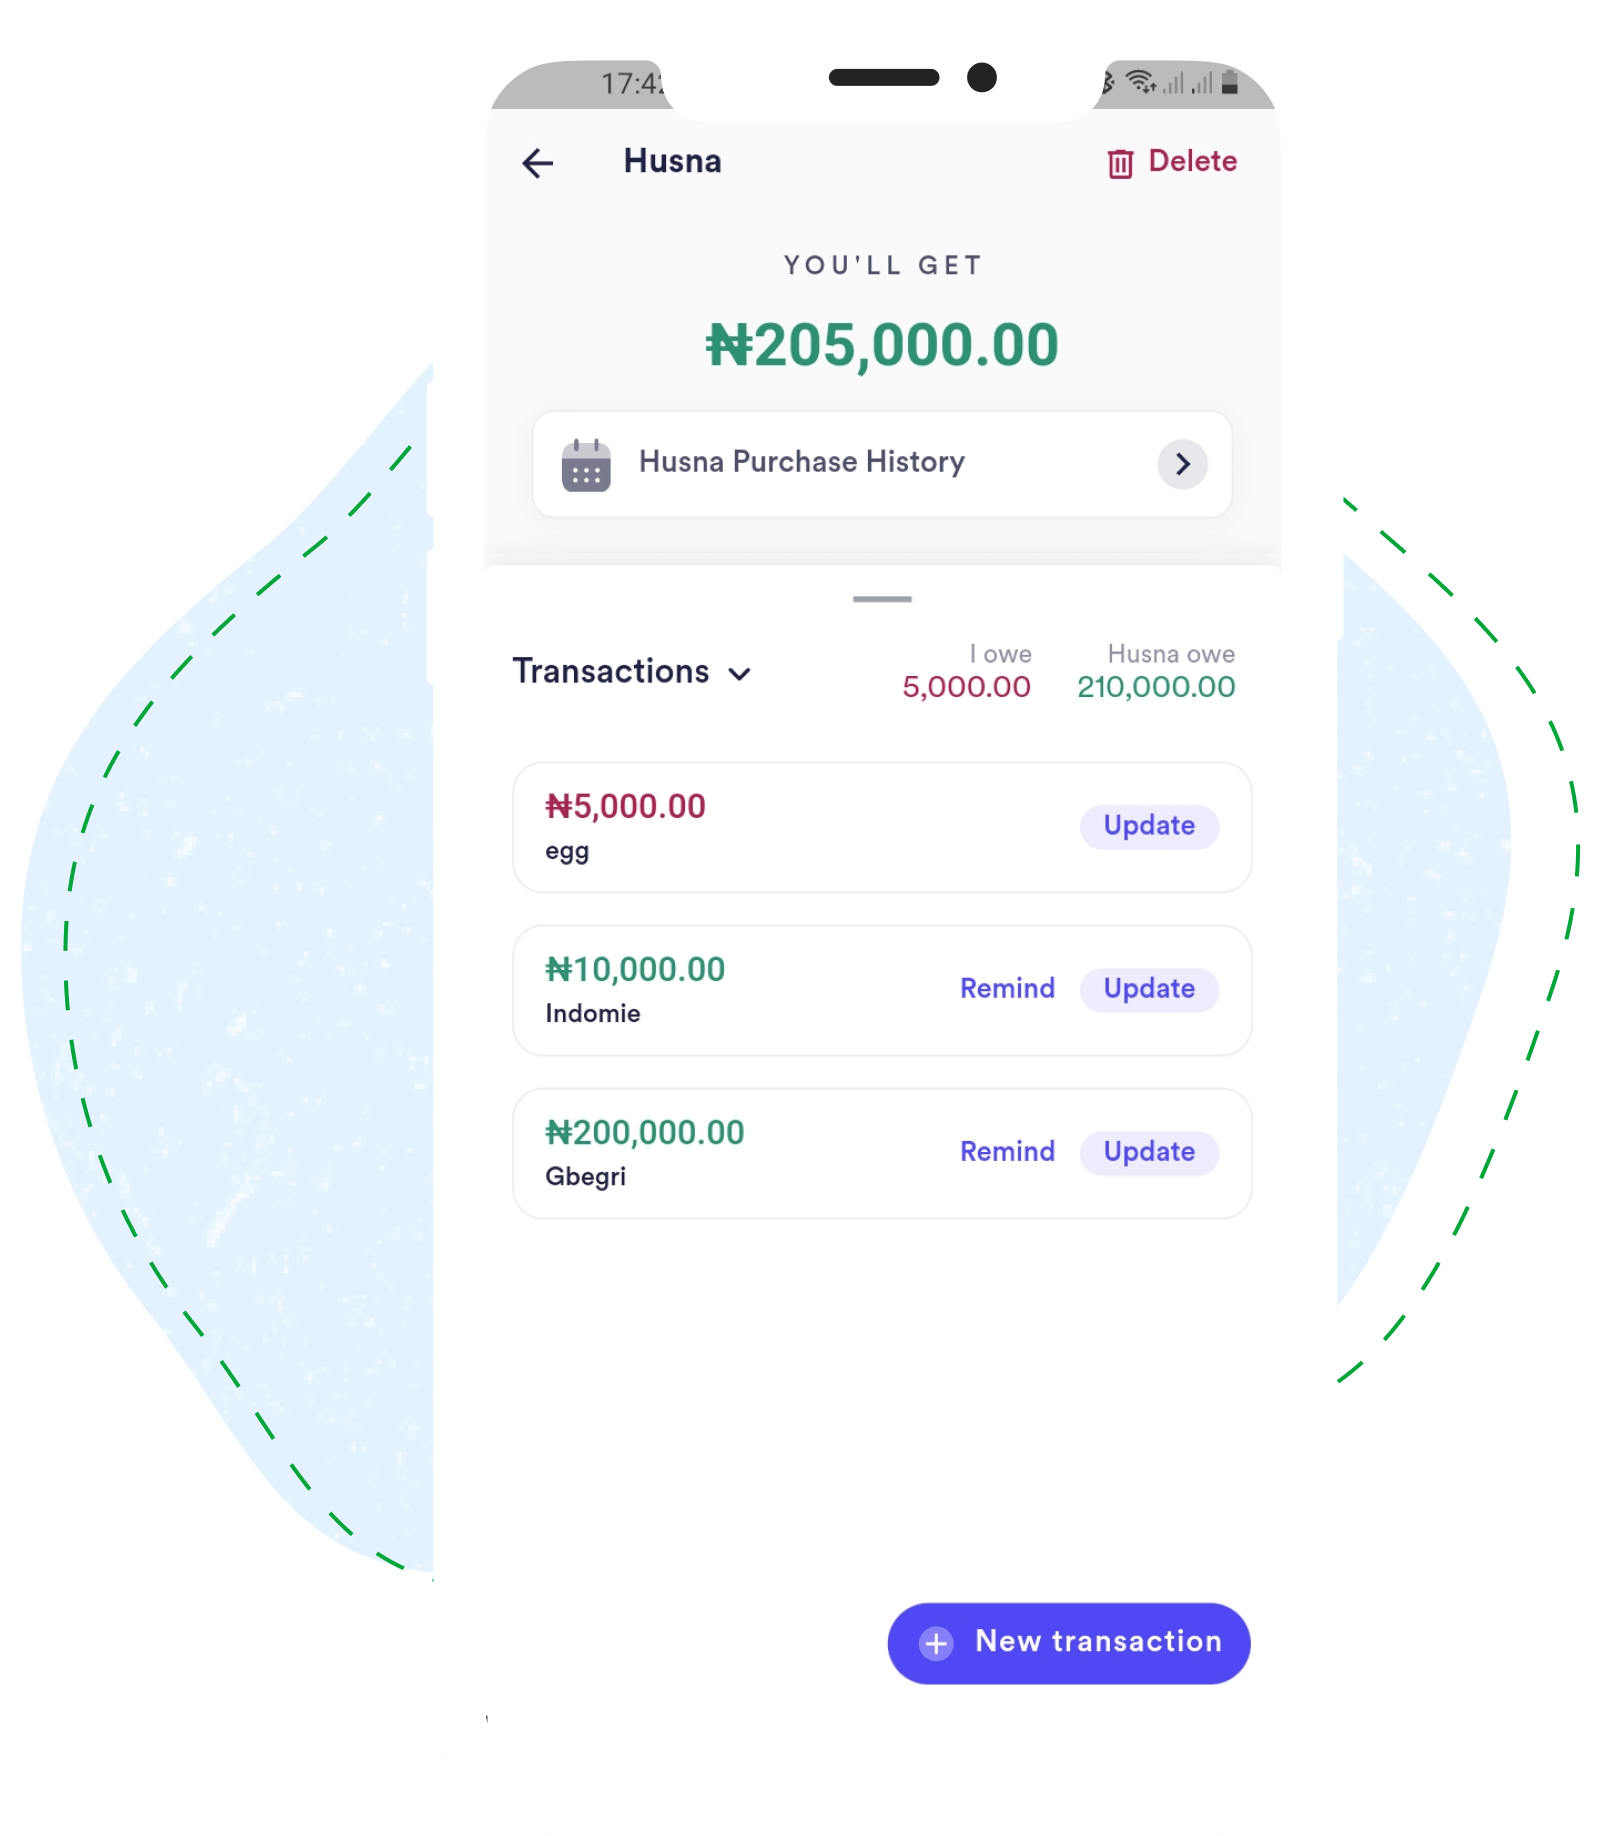 17:42
Husna
Delete
YOU'LL GET
₦205,000.00
Husna Purchase History
Transactions
I owe
Husna owe
5,000.00
210,000.00
₦5,000.00
egg
Update
₦10,000.00
Indomie
Remind
Update
₦200,000.00
Gbegri
Remind
Update
New transaction